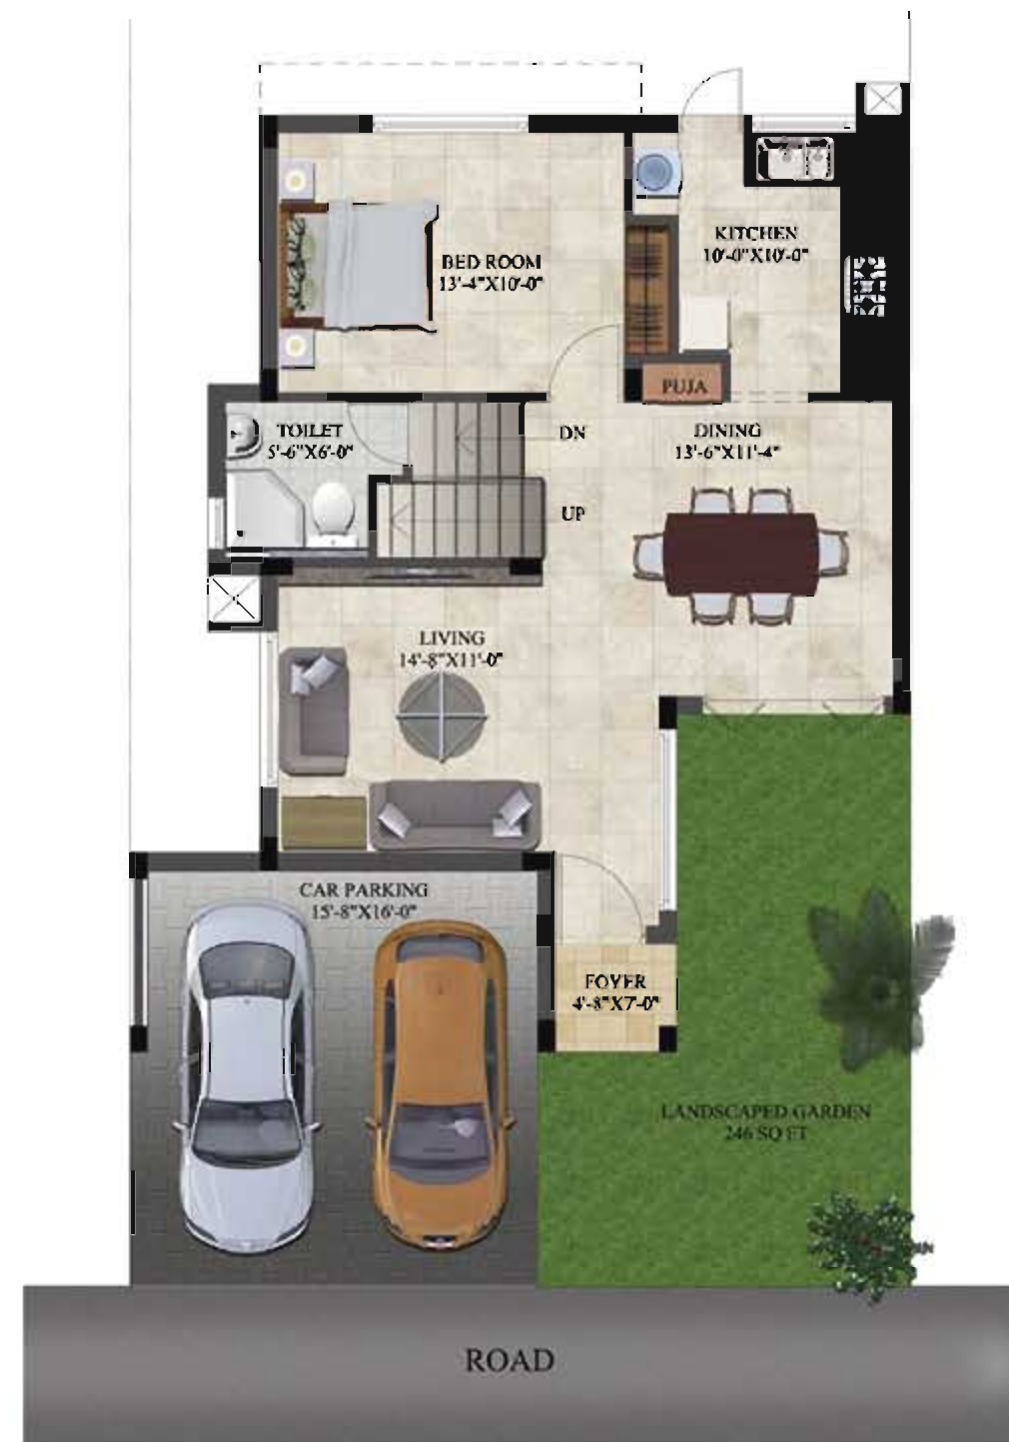 KITCHEN
10'-0"X10'-0"
BED ROOM
13'-4"X10'-0"
PUJA
TOILET
5'-6"X6'-0"
DN
DINING
13'-6"X11'-4"
UP
LIVING
14'-8"X11'-0"
CAR PARKING
15'-8"X16'-0"
FOYER
4'-8"X7'-0"
LANDSCAPED GARDEN
246 SQ FT
ROAD